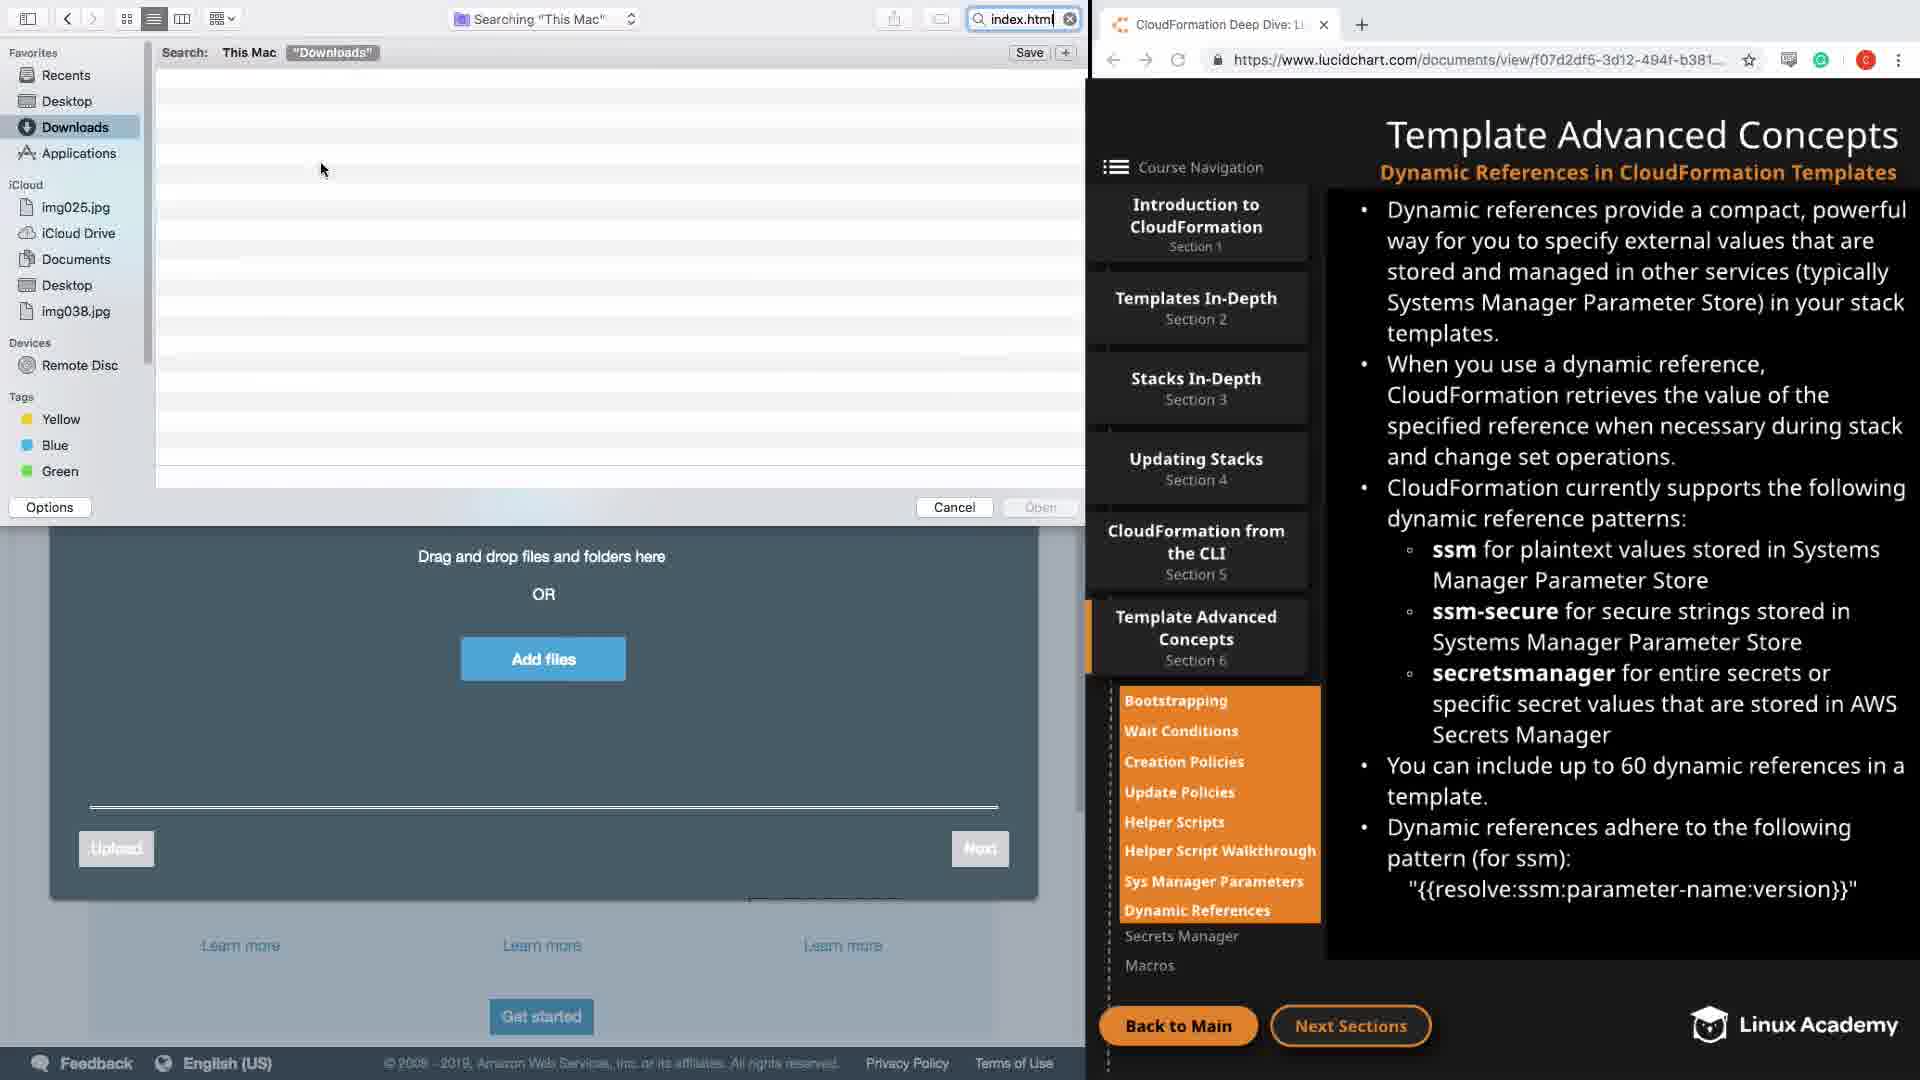 Searching "This Mac"
index.html
Search:
This Mac
"Downloads"
Save
+
Favorites
Recents
Desktop
Downloads
Applications
iCloud
img025.jpg
iCloud Drive
Documents
Desktop
img038.jpg
Devices
Remote Disc
Tags
Yellow
Blue
Green
Options
Cancel
Open
Drag and drop files and folders here
OR
Add files
Upload
Next
Learn more
Learn more
Learn more
Get started
Feedback
English (US)
© 2008 - 2019, Amazon Web Services, Inc. or its affiliates. All rights reserved.
Privacy Policy
Terms of Use
CloudFormation Deep Dive: Li
https://www.lucidchart.com/documents/view/f07d2df5-3d12-494f-b381...
C
Template Advanced Concepts
Dynamic References in CloudFormation Templates
Course Navigation
Introduction to
CloudFormation
Section 1
Templates In-Depth
Section 2
Stacks In-Depth
Section 3
Updating Stacks
Section 4
CloudFormation from
the CLI
Section 5
Template Advanced
Concepts
Section 6
Bootstrapping
Wait Conditions
Creation Policies
Update Policies
Helper Scripts
Helper Script Walkthrough
Sys Manager Parameters
Dynamic References
Secrets Manager
Macros
• Dynamic references provide a compact, powerful
way for you to specify external values that are
stored and managed in other services (typically
Systems Manager Parameter Store) in your stack
templates.
• When you use a dynamic reference,
CloudFormation retrieves the value of the
specified reference when necessary during stack
and change set operations.
• CloudFormation currently supports the following
dynamic reference patterns:
◦ ssm for plaintext values stored in Systems
Manager Parameter Store
◦ ssm-secure for secure strings stored in
Systems Manager Parameter Store
◦ secretsmanager for entire secrets or
specific secret values that are stored in AWS
Secrets Manager
• You can include up to 60 dynamic references in a
template.
• Dynamic references adhere to the following
pattern (for ssm):
"{{resolve:ssm:parameter-name:version}}"
Back to Main
Next Sections
Linux Academy